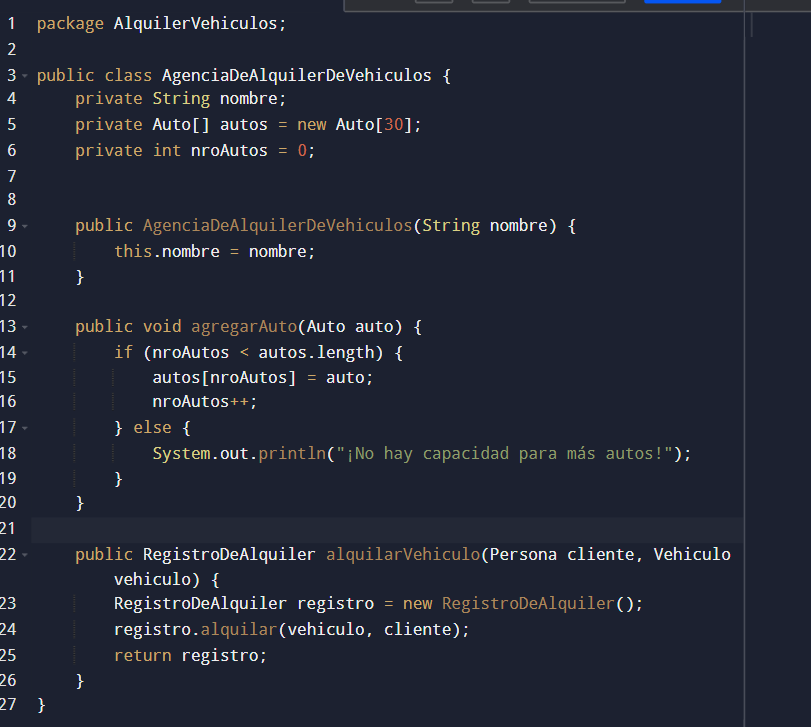 1 package AlquilerVehiculos;
2
3 public class AgenciaDeAlquilerDeVehiculos {
4     private String nombre;
5     private Auto[] autos = new Auto[30];
6     private int nroAutos = 0;
7
8
9     public AgenciaDeAlquilerDeVehiculos(String nombre) {
10         this.nombre = nombre;
11     }
12
13     public void agregarAuto(Auto auto) {
14         if (nroAutos < autos.length) {
15             autos[nroAutos] = auto;
16             nroAutos++;
17         } else {
18             System.out.println("¡No hay capacidad para más autos!");
19         }
20     }
21
22     public RegistroDeAlquiler alquilarVehiculo(Persona cliente, Vehiculo
        vehiculo) {
23         RegistroDeAlquiler registro = new RegistroDeAlquiler();
24         registro.alquilar(vehiculo, cliente);
25         return registro;
26     }
27 }